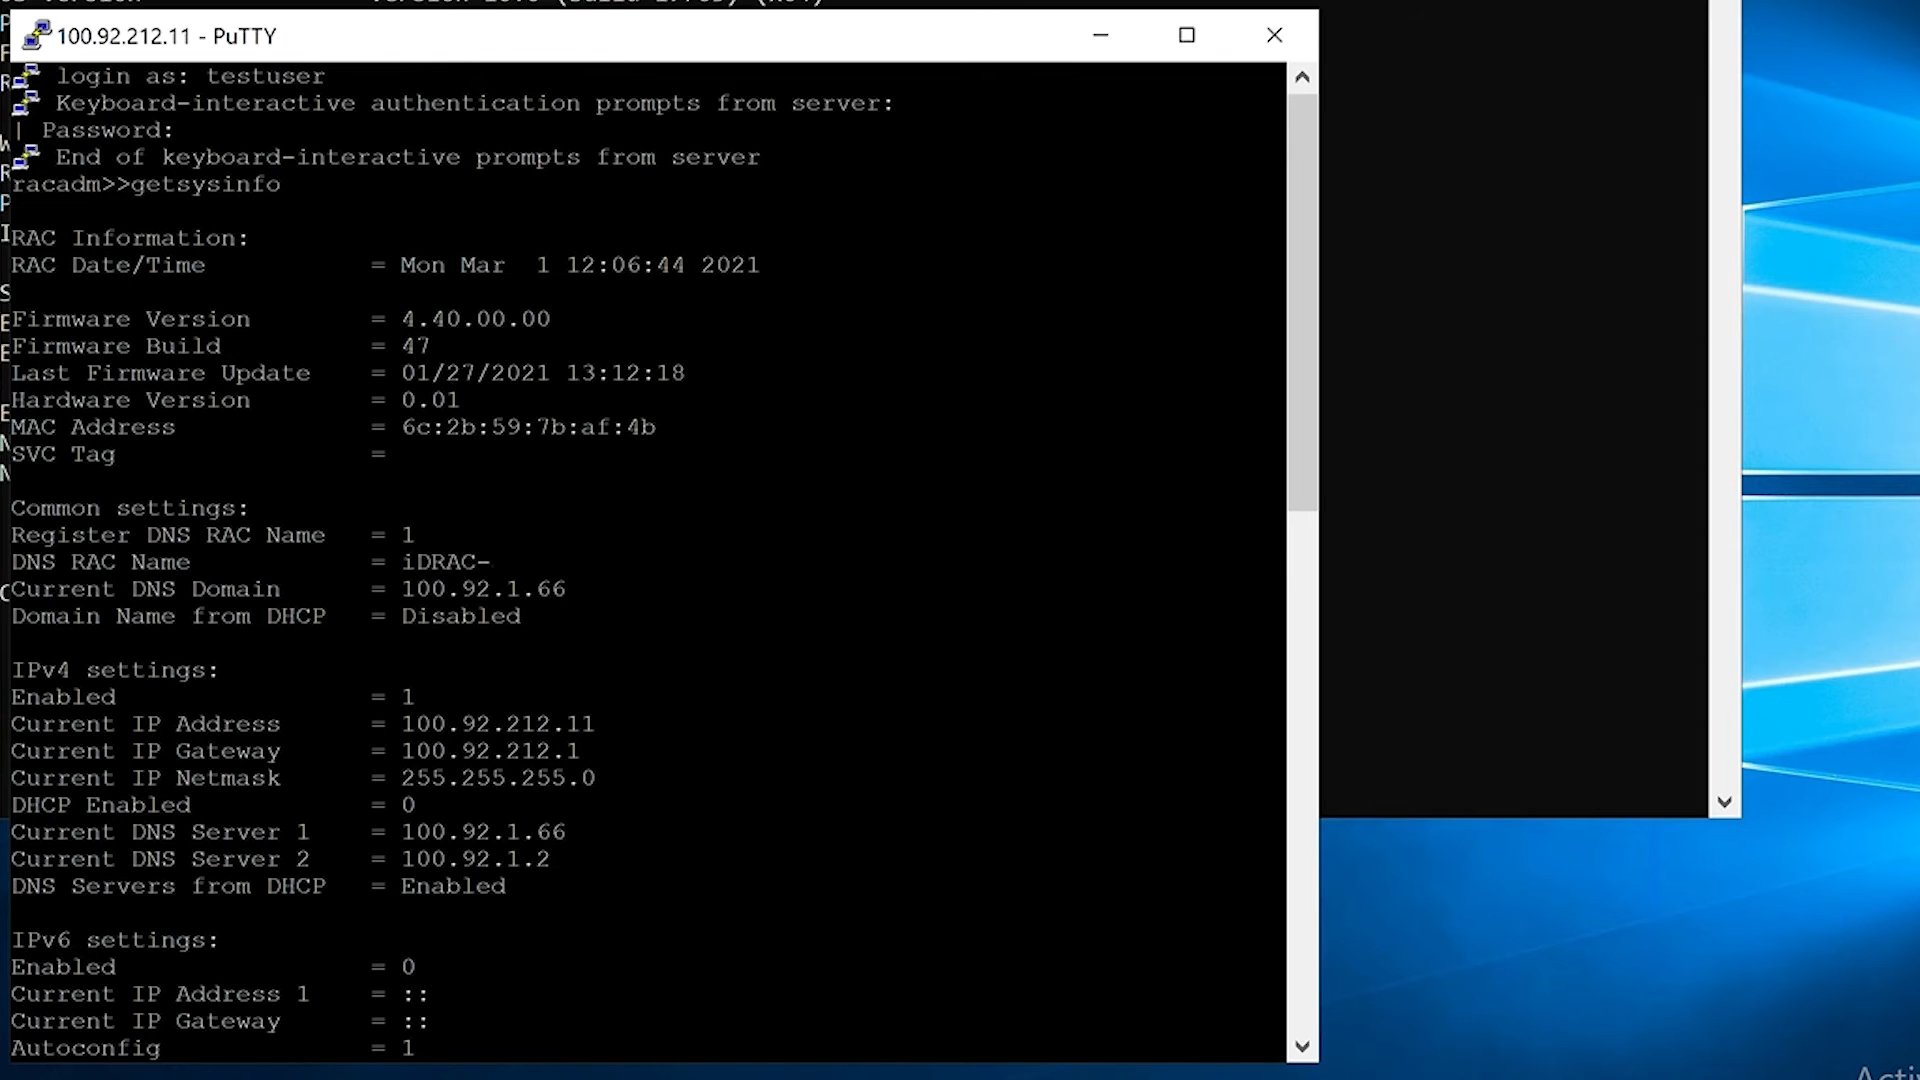 100.92.212.11 - PuTTY
login as: testuser
Keyboard-interactive authentication prompts from server:
| Password:
End of keyboard-interactive prompts from server
racadm>>getsysinfo
RAC Information:
RAC Date/Time = Mon Mar  1 12:06:44 2021
Firmware Version = 4.40.00.00
Firmware Build = 47
Last Firmware Update = 01/27/2021 13:12:18
Hardware Version = 0.01
MAC Address = 6c:2b:59:7b:af:4b
SVC Tag =
Common settings:
Register DNS RAC Name = 1
DNS RAC Name = iDRAC-
Current DNS Domain = 100.92.1.66
Domain Name from DHCP = Disabled
IPv4 settings:
Enabled = 1
Current IP Address = 100.92.212.11
Current IP Gateway = 100.92.212.1
Current IP Netmask = 255.255.255.0
DHCP Enabled = 0
Current DNS Server 1 = 100.92.1.66
Current DNS Server 2 = 100.92.1.2
DNS Servers from DHCP = Enabled
IPv6 settings:
Enabled = 0
Current IP Address 1 = ::
Current IP Gateway = ::
Autoconfig = 1